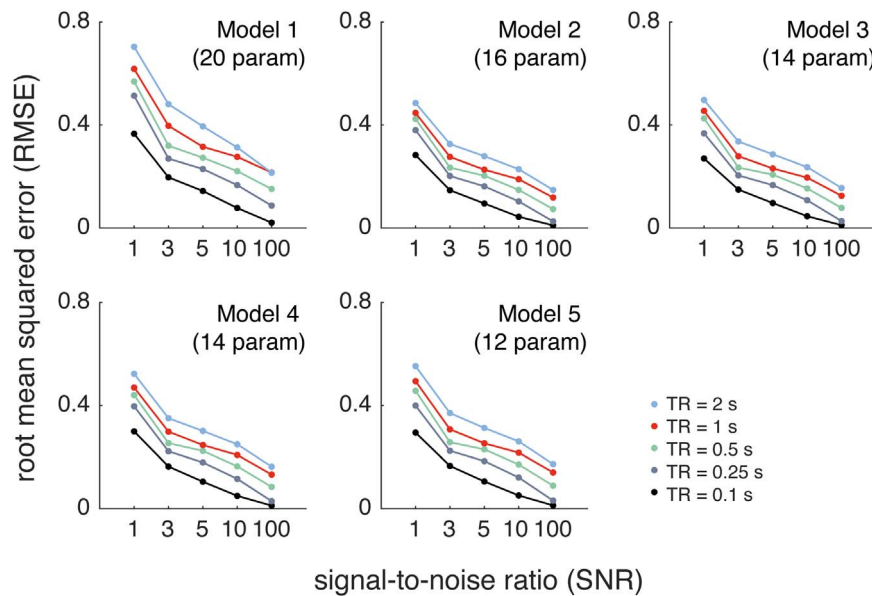 root mean squared error (RMSE)
0.8
0.4
0
Model 1
(20 param)
1 3 5 10 100
0.8
0.4
0
Model 2
(16 param)
1 3 5 10 100
0.8
0.4
0
Model 3
(14 param)
1 3 5 10 100
0.8
0.4
0
Model 4
(14 param)
1 3 5 10 100
0.8
0.4
0
Model 5
(12 param)
1 3 5 10 100
TR = 2 s
TR = 1 s
TR = 0.5 s
TR = 0.25 s
TR = 0.1 s
signal-to-noise ratio (SNR)